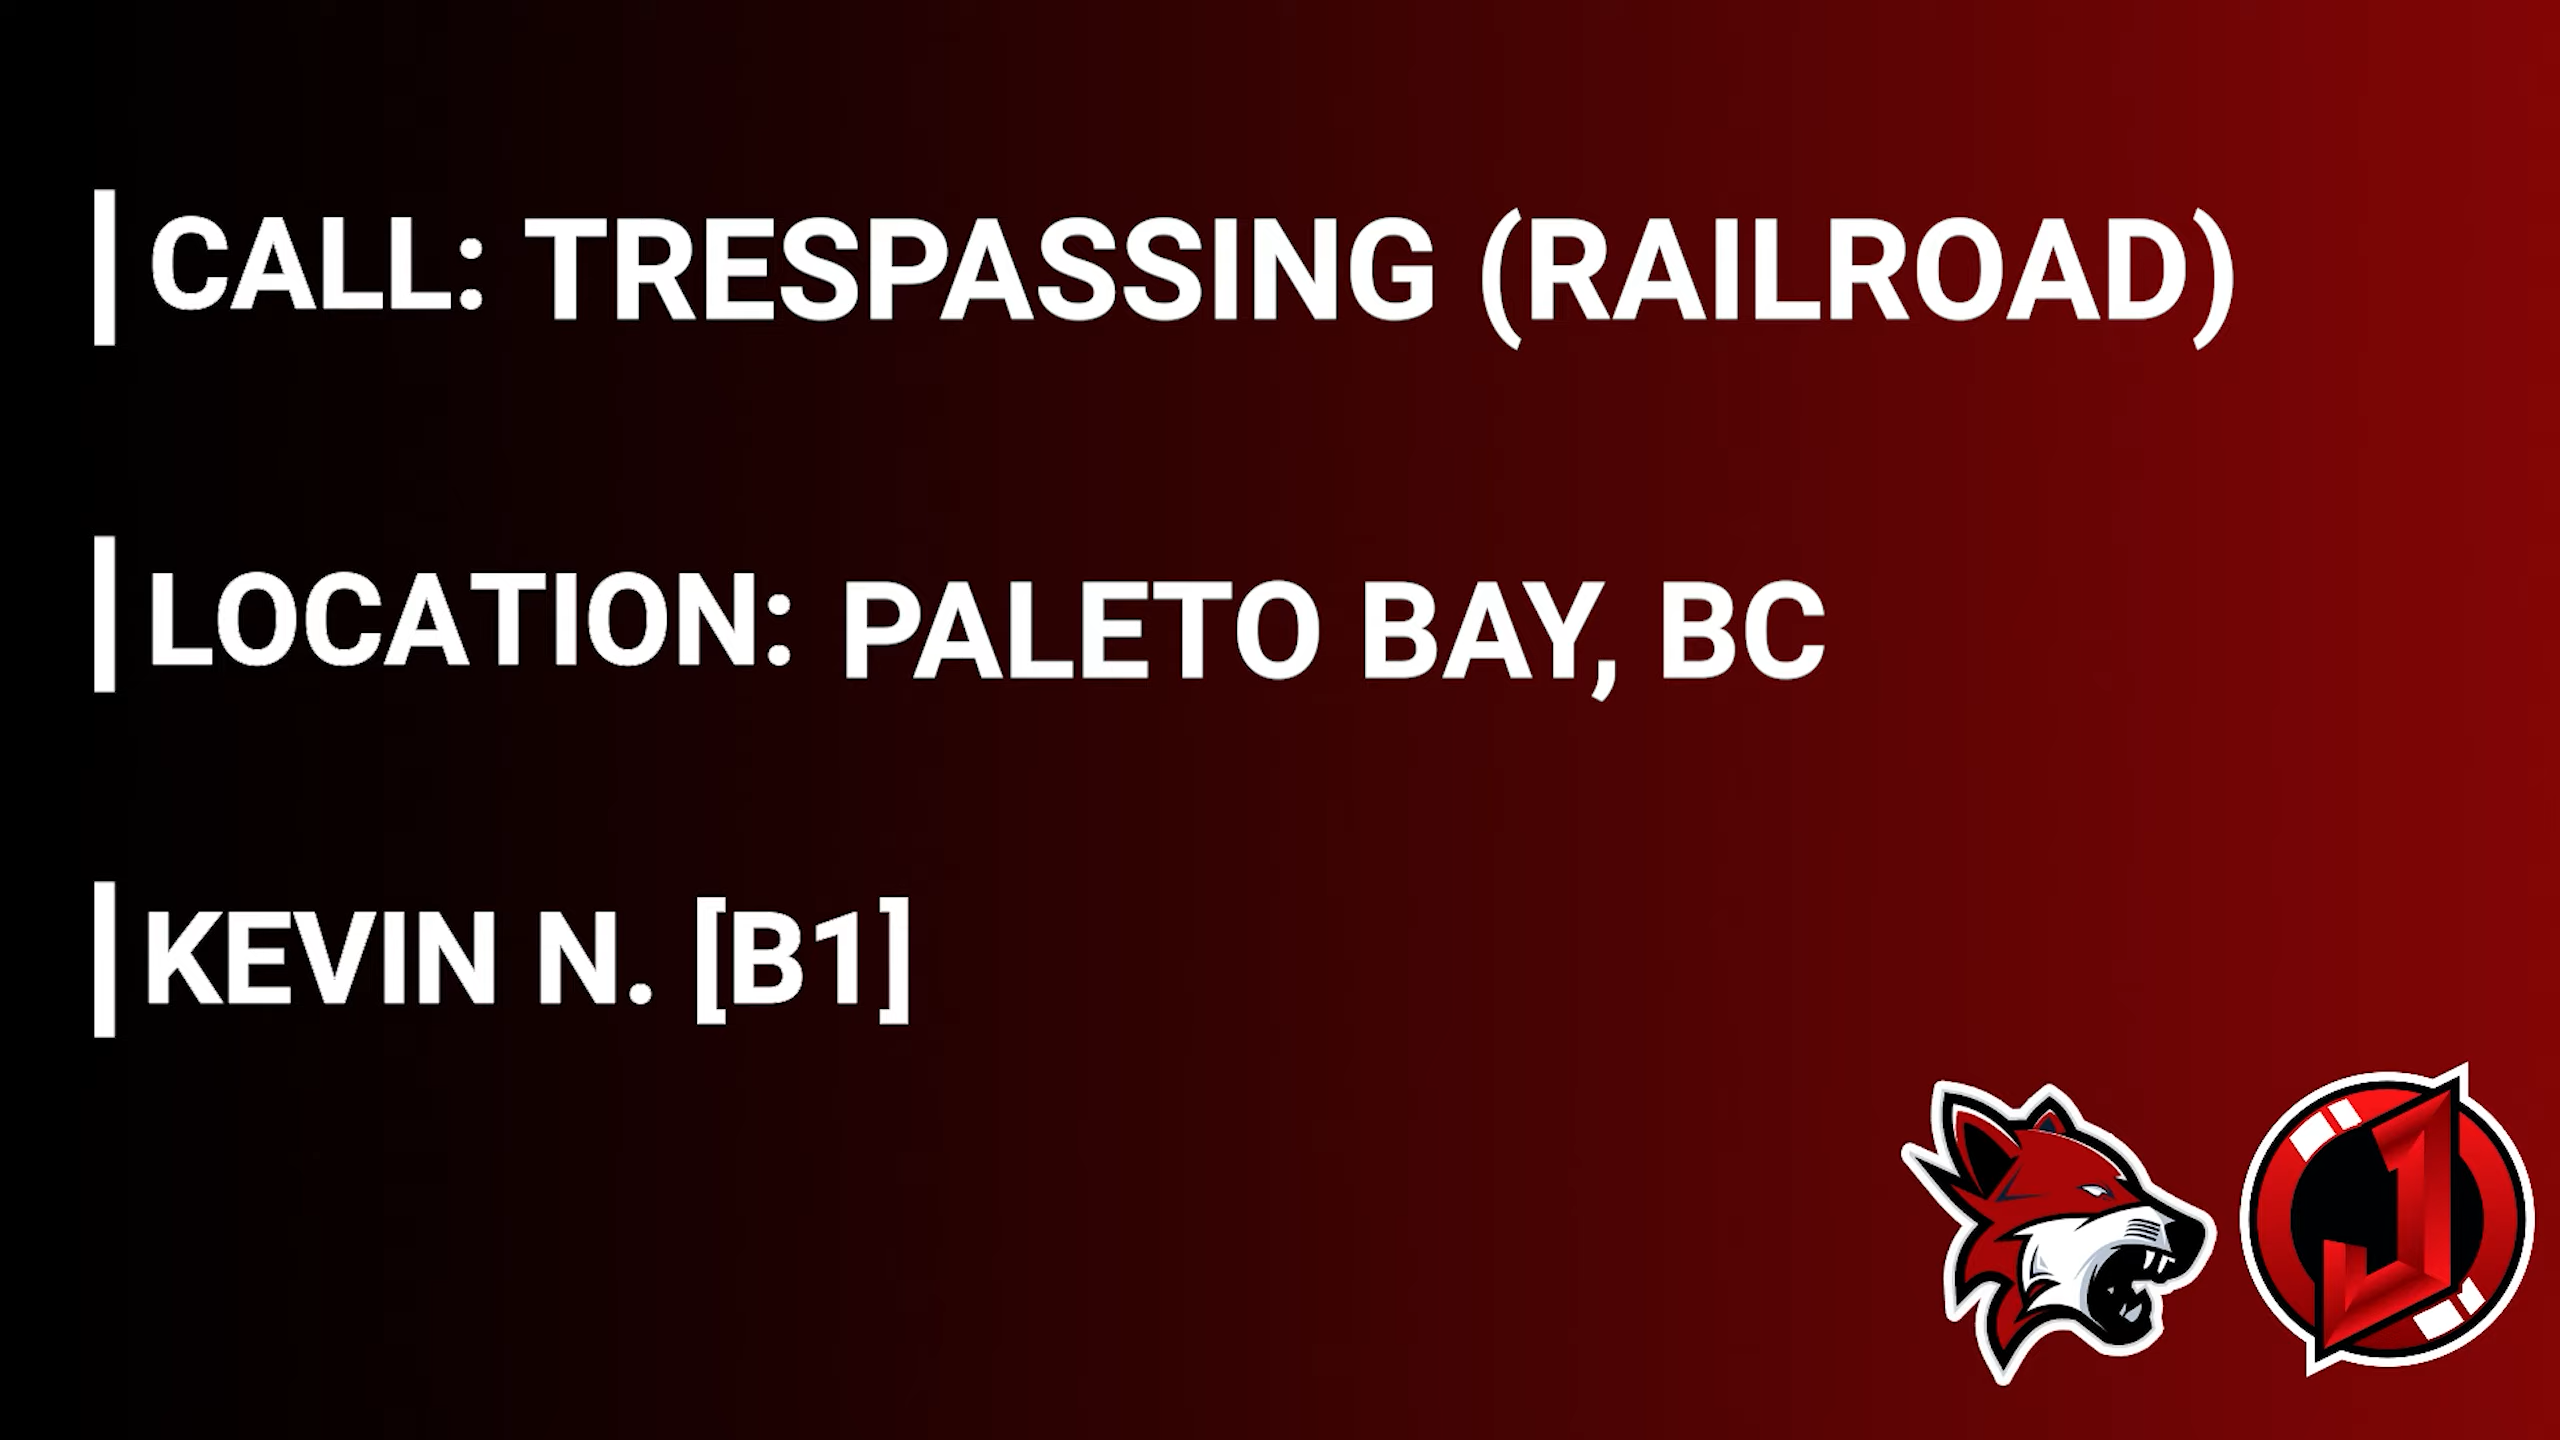 CALL: TRESPASSING (RAILROAD)
LOCATION: PALETO BAY, BC
KEVIN N. [B1]
J